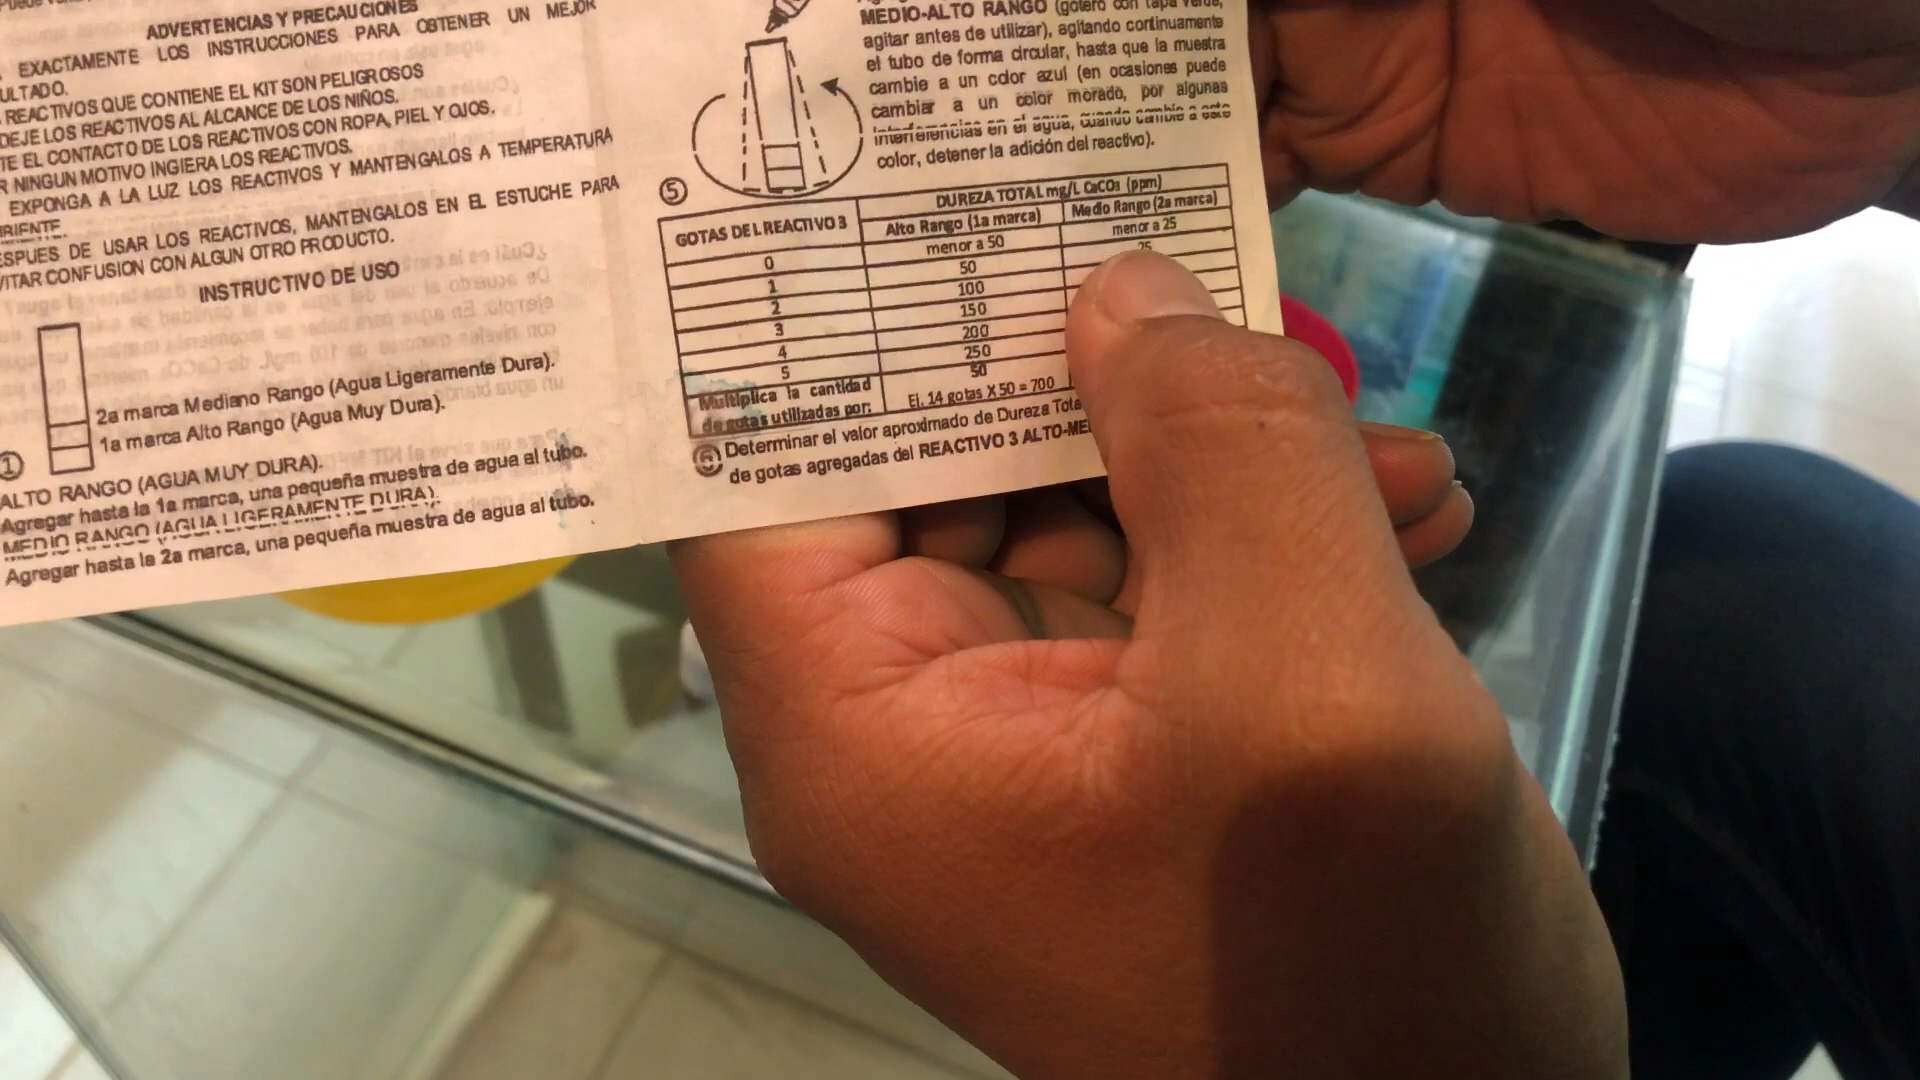 ADVERTENCIAS Y PRECAUCIONES
EXACTAMENTE LOS INSTRUCCIONES PARA OBTENER UN MEJOR
ULTADO.
REACTIVOS QUE CONTIENE EL KIT SON PELIGROSOS
DEJE LOS REACTIVOS AL ALCANCE DE LOS NIÑOS.
TE EL CONTACTO DE LOS REACTIVOS CON ROPA, PIEL Y OJOS.
R NINGUN MOTIVO INGIERA LOS REACTIVOS.
EXPONGA A LA LUZ LOS REACTIVOS Y MANTENGALOS A TEMPERATURA
BIENTE.
ESPUES DE USAR LOS REACTIVOS, MANTENGALOS EN EL ESTUCHE PARA
VITAR CONFUSION CON ALGUN OTRO PRODUCTO.
INSTRUCTIVO DE USO
2a marca Mediano Rango (Agua Ligeramente Dura).
1a marca Alto Rango (Agua Muy Dura).
①
ALTO RANGO (AGUA MUY DURA).
Agregar hasta la 1a marca, una pequeña muestra de agua al tubo.
MEDIO RANGO (AGUA LIGERAMENTE DURA).
Agregar hasta la 2a marca, una pequeña muestra de agua al tubo.
MEDIO-ALTO RANGO (gotero con tapa verde,
agitar antes de utilizar), agitando continuamente
el tubo de forma circular, hasta que la muestra
cambie a un color azul (en ocasiones puede
cambiar a un color morado, por algunas
interferencias en el agua, cuando cambie a este
color, detener la adición del reactivo).
⑤
GOTAS DEL REACTIVO 3 DUREZA TOTAL mg/L CaCO₃ (ppm)
Alto Rango (1a marca) Medio Rango (2a marca)
0 menor a 50 menor a 25
1 50 25
2 100
3 150
4 200
5 250
Multiplica la cantidad 50
de gotas utilizadas por: Ej. 14 gotas X 50 = 700
⑥ Determinar el valor aproximado de Dureza Tota
de gotas agregadas del REACTIVO 3 ALTO-ME